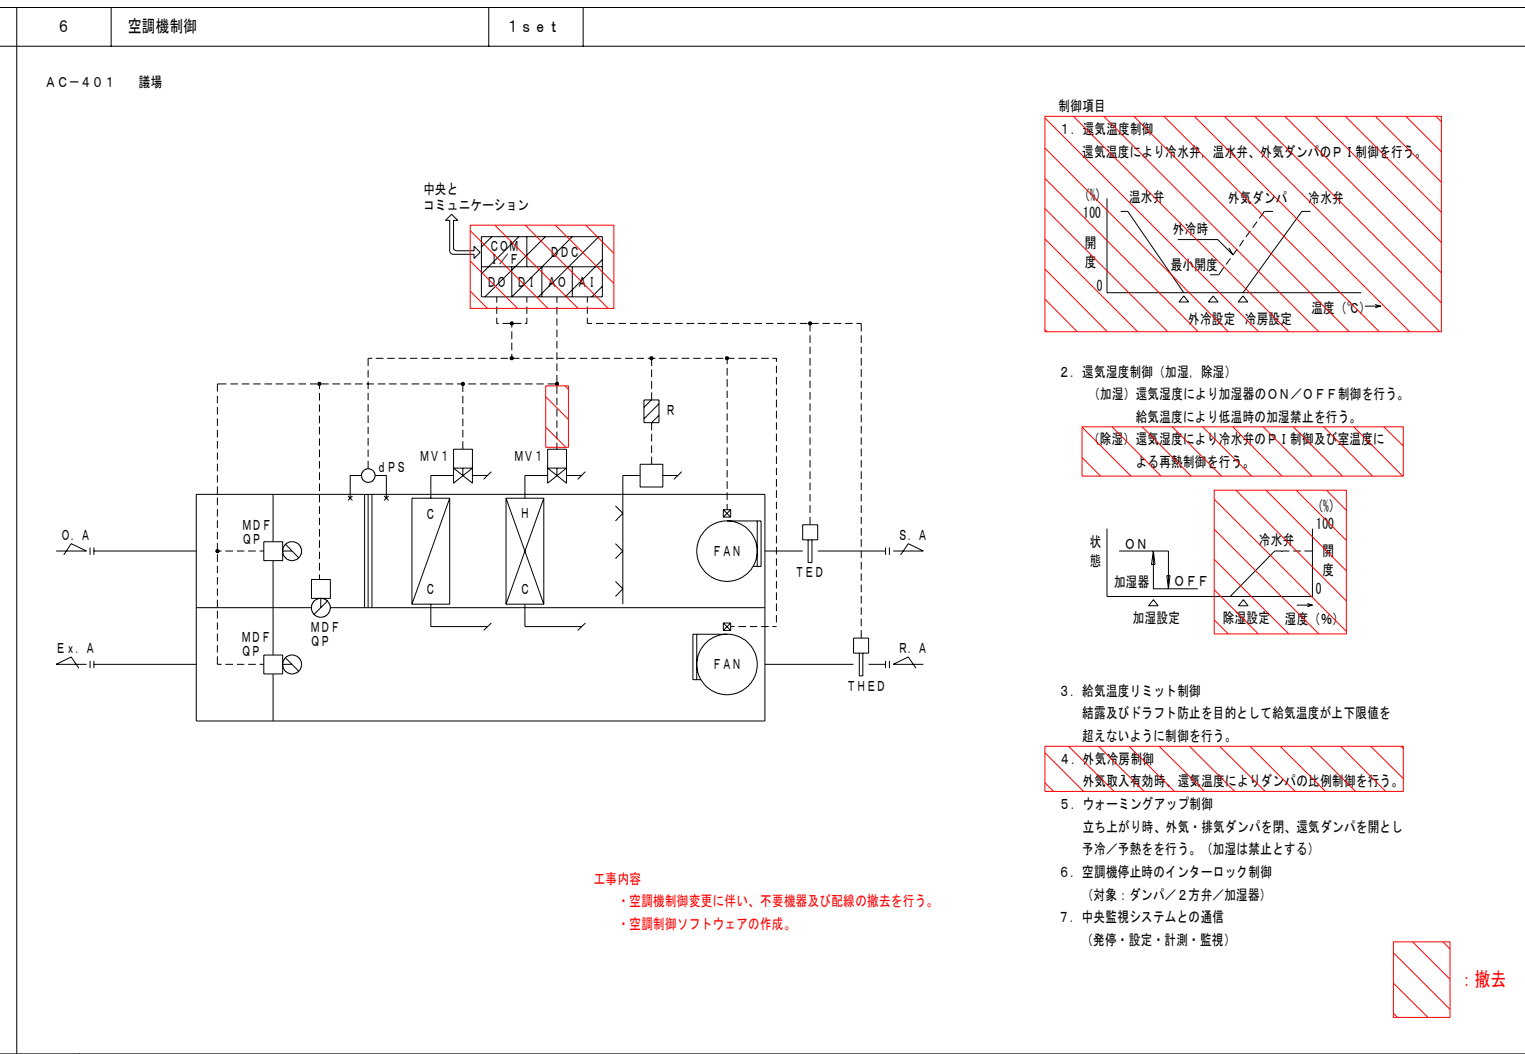 6 空調機制御 1set
AC-401 議場
中央と
コミュニケーション
COM
I/F
DDC
DO DI AO AI
R
dPS
MV1
MV1
C
C
H
C
MDF
QP
MDF
QP
MDF
QP
O. A
Ex. A
FAN
FAN
TED
THED
S. A
R. A
工事内容
・空調機制御変更に伴い、不要機器及び配線の撤去を行う。
・空調制御ソフトウェアの作成。
制御項目
1. 還気温度制御
還気温度により冷水弁、温水弁、外気ダンパのPI制御を行う。
(%)
100
開
度
0
温水弁
外気ダンパ
冷水弁
外冷時
最小開度
外冷設定 冷房設定
温度 (℃)
2. 還気湿度制御(加湿, 除湿)
(加湿)還気湿度により加湿器のON/OFF制御を行う。
給気温度により低温時の加湿禁止を行う。
(除湿)還気湿度により冷水弁のPI制御及び室温度に
よる再熱制御を行う。
状
態
ON
加湿器
OFF
加湿設定
(%)
100
冷水弁
開
度
0
除湿設定
湿度 (%)
3. 給気温度リミット制御
結露及びドラフト防止を目的として給気温度が上下限値を
超えないように制御を行う。
4. 外気冷房制御
外気取入有効時、還気温度によりダンパの比例制御を行う。
5. ウォーミングアップ制御
立ち上がり時、外気・排気ダンパを閉、還気ダンパを開とし
予冷/予熱をを行う。(加湿は禁止とする)
6. 空調機停止時のインターロック制御
(対象:ダンパ/2方弁/加湿器)
7. 中央監視システムとの通信
(発停・設定・計測・監視)
:撤去